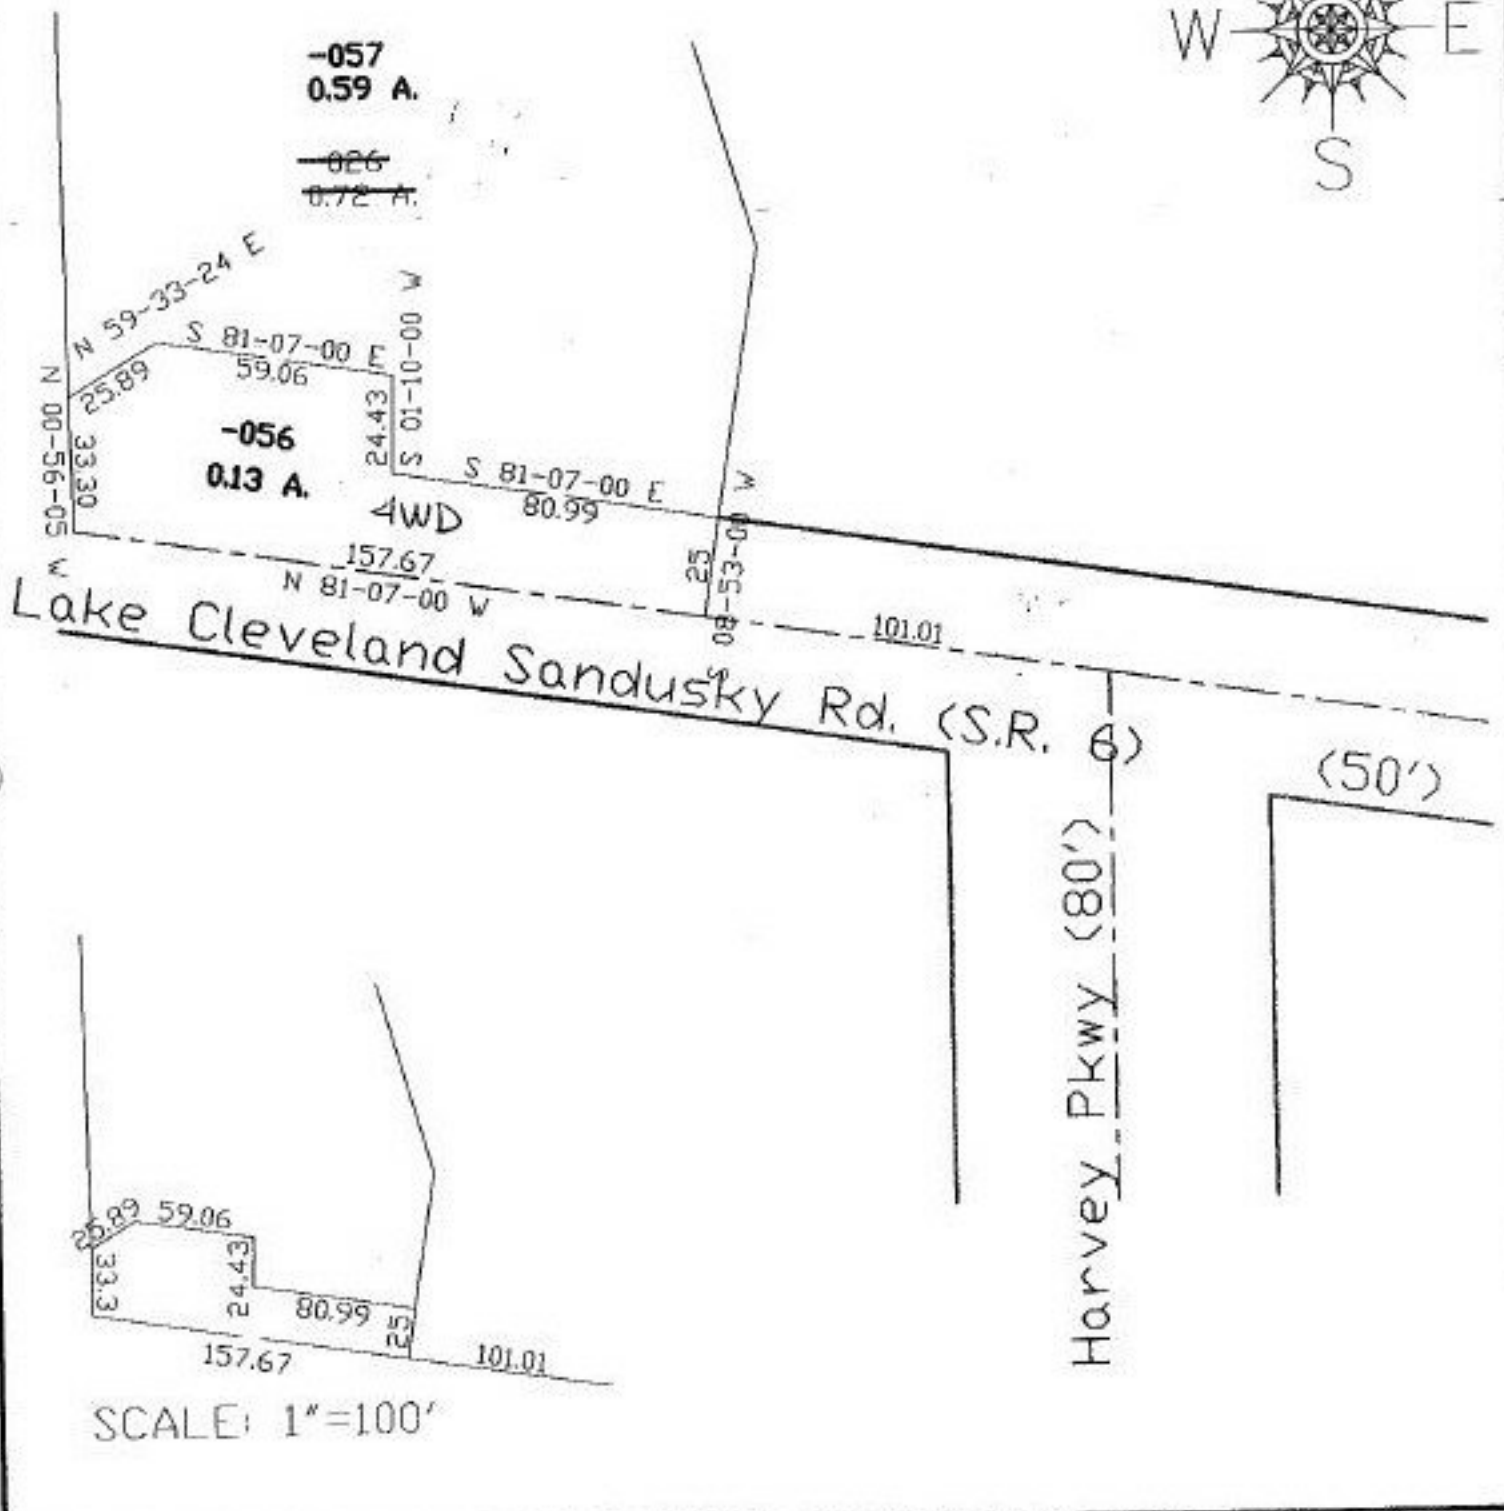 W E
S
-057
0.59 A.
-026
0.72 A.
N 59-33-24 E
25.89
S 81-07-00 E
59.06
S 01-10-00 W
24.43
N 00-56-05 W
33.30
-056
0.13 A.
4WD
S 81-07-00 E
80.99
157.67
N 81-07-00 W
25
S 08-53-00 W
101.01
Lake Cleveland Sandusky Rd. (S.R. 6)
(50')
Harvey Pkwy (80')
25.89
59.06
33.3
24.43
80.99
25
157.67
101.01
SCALE: 1"=100'